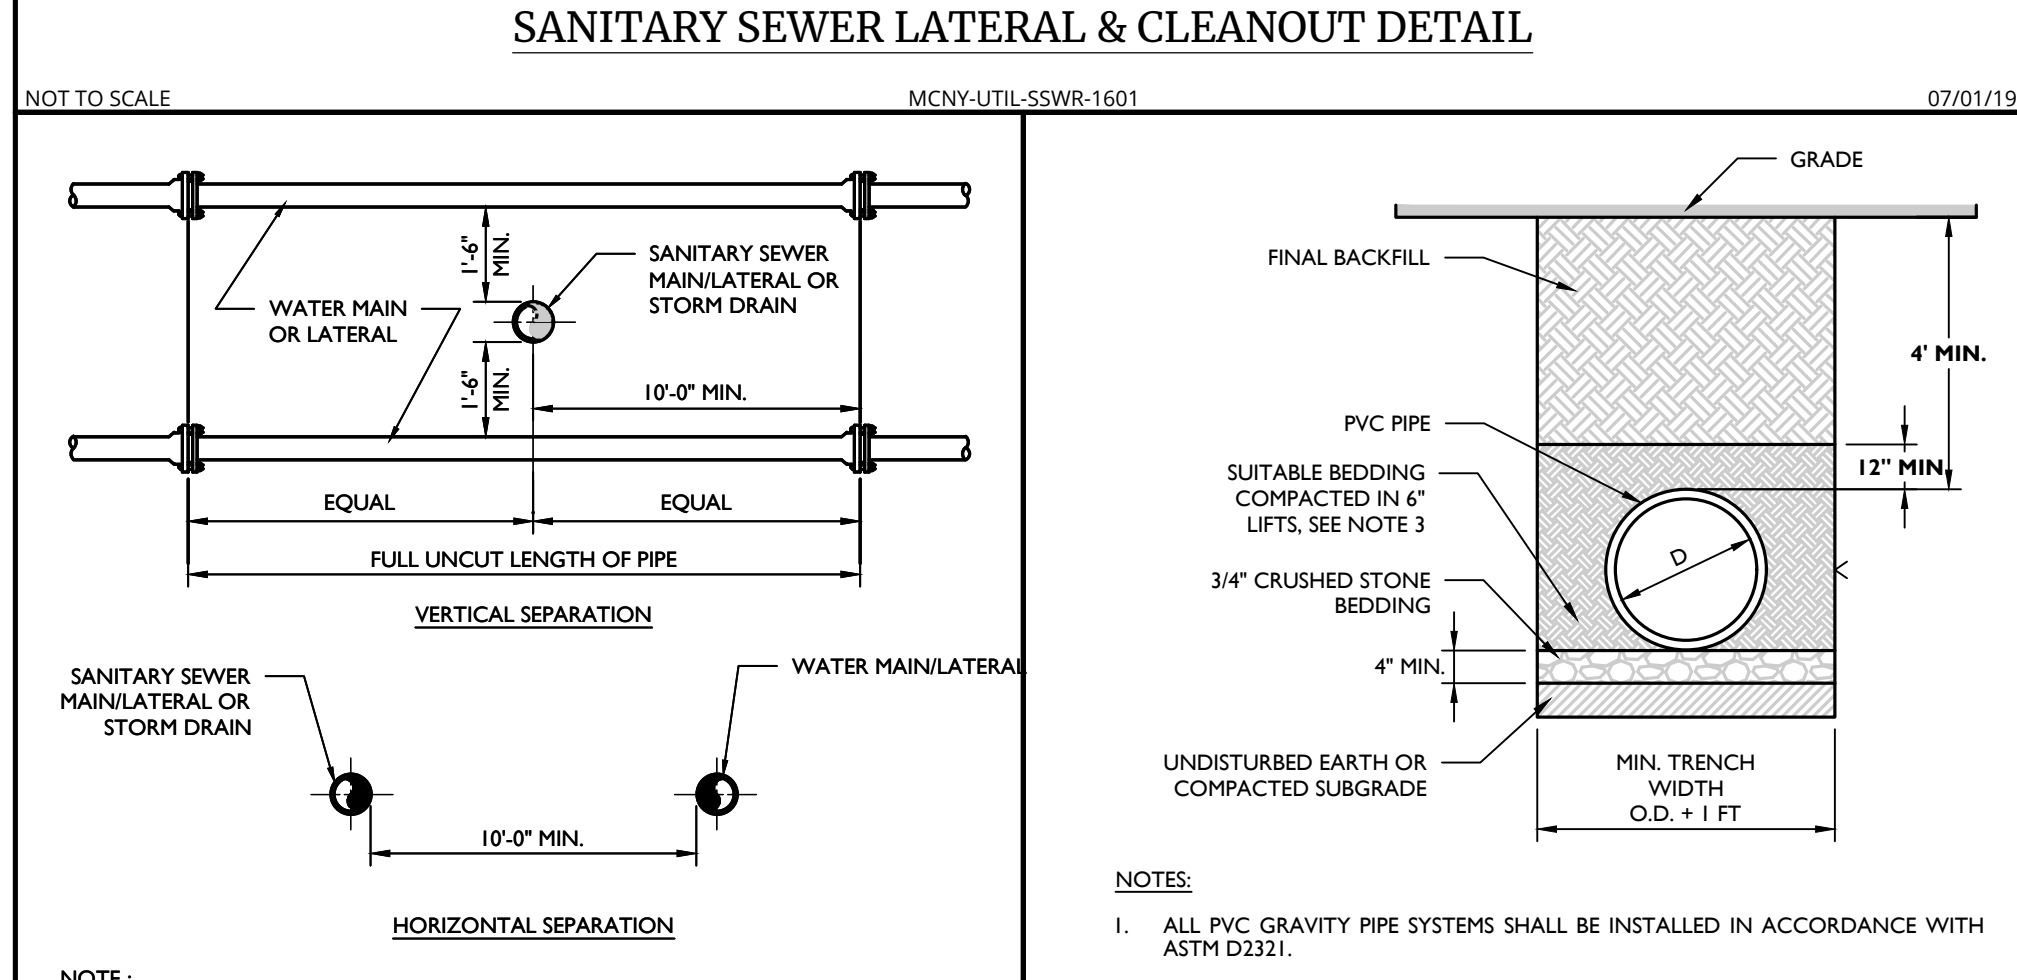 SANITARY SEWER LATERAL & CLEANOUT DETAIL
NOT TO SCALE
MCNY-UTIL-SSWR-1601
07/01/19
1'-6"
MIN.
SANITARY SEWER
MAIN/LATERAL OR
STORM DRAIN
WATER MAIN
OR LATERAL
1'-6"
MIN.
10'-0" MIN.
EQUAL
EQUAL
FULL UNCUT LENGTH OF PIPE
VERTICAL SEPARATION
SANITARY SEWER
MAIN/LATERAL OR
STORM DRAIN
WATER MAIN/LATERAL
10'-0" MIN.
HORIZONTAL SEPARATION
NOTE :
GRADE
FINAL BACKFILL
4' MIN.
PVC PIPE
12" MIN.
SUITABLE BEDDING
COMPACTED IN 6"
LIFTS, SEE NOTE 3
D
3/4" CRUSHED STONE
BEDDING
4" MIN.
UNDISTURBED EARTH OR
COMPACTED SUBGRADE
MIN. TRENCH
WIDTH
O.D. + 1 FT
NOTES:
1. ALL PVC GRAVITY PIPE SYSTEMS SHALL BE INSTALLED IN ACCORDANCE WITH
ASTM D2321.